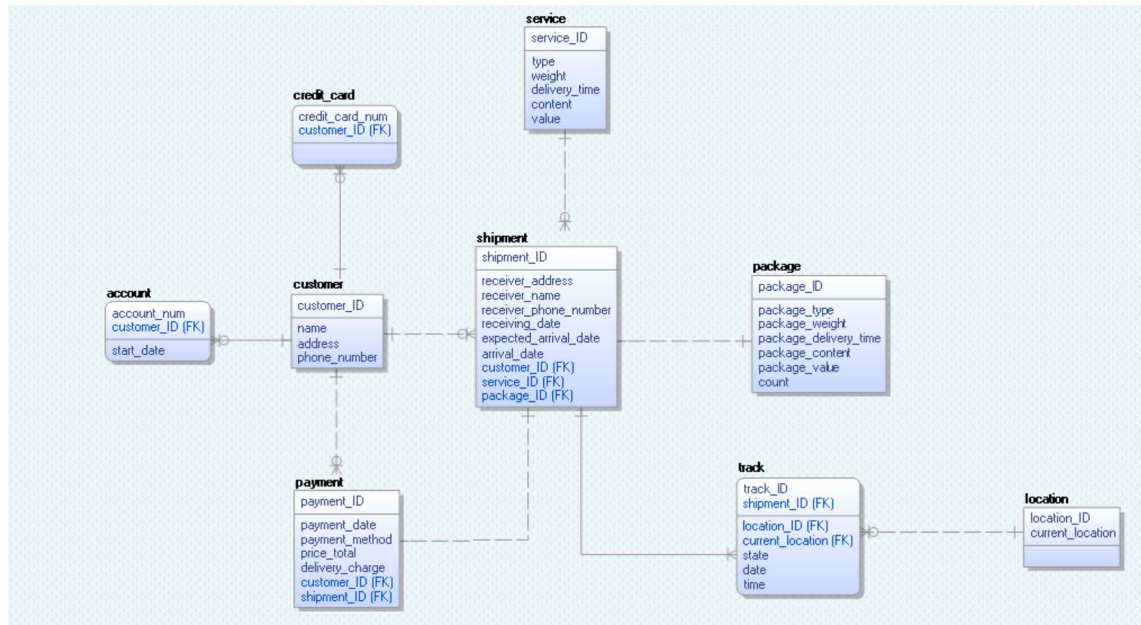 service
service_ID
type
weight
delivery_time
content
value
credit_card
credit_card_num
customer_ID (FK)
account
account_num
customer_ID (FK)
start_date
customer
customer_ID
name
address
phone_number
shipment
shipment_ID
receiver_address
receiver_name
receiver_phone_number
receiving_date
expected_arrival_date
arrival_date
customer_ID (FK)
service_ID (FK)
package_ID (FK)
package
package_ID
package_type
package_weight
package_delivery_time
package_content
package_value
count
payment
payment_ID
payment_date
payment_method
price_total
delivery_charge
customer_ID (FK)
shipment_ID (FK)
track
track_ID
shipment_ID (FK)
location_ID (FK)
current_location (FK)
state
date
time
location
location_ID
current_location